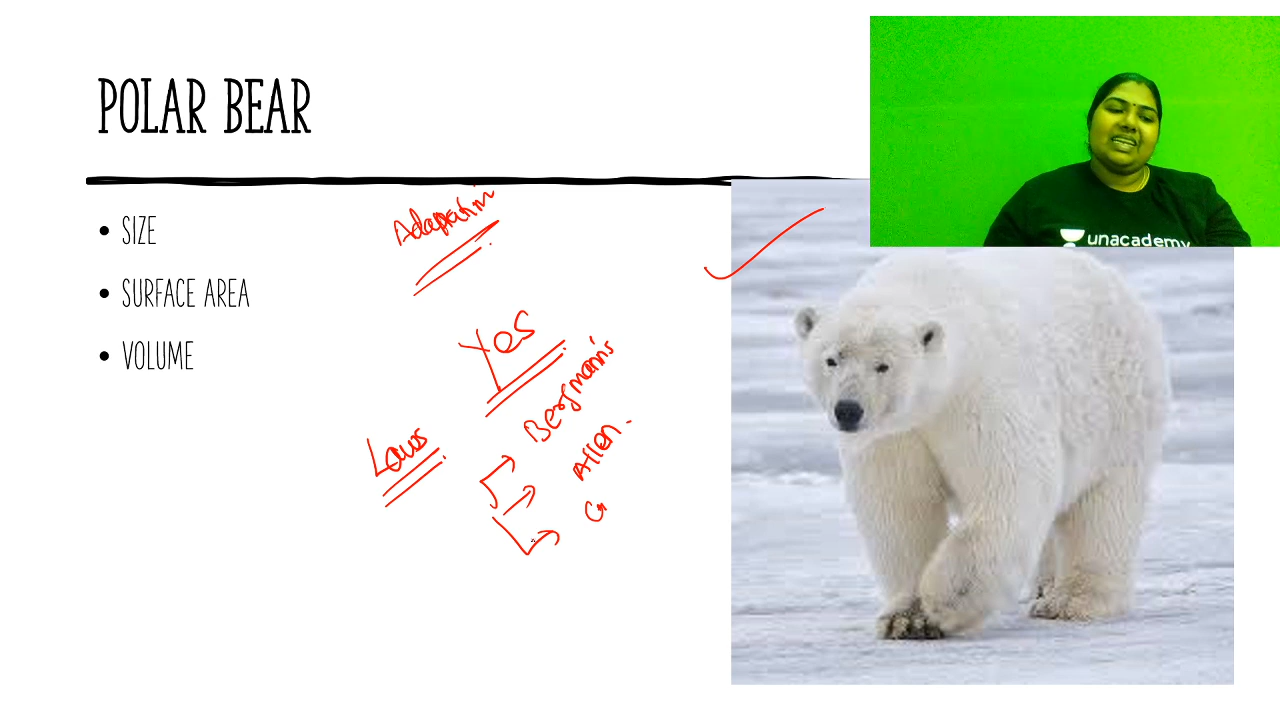 POLAR BEAR
• SIZE
• SURFACE AREA
• VOLUME
Adaptation
Yes
Laws
Bergmann's
Allen.
G
unacademy